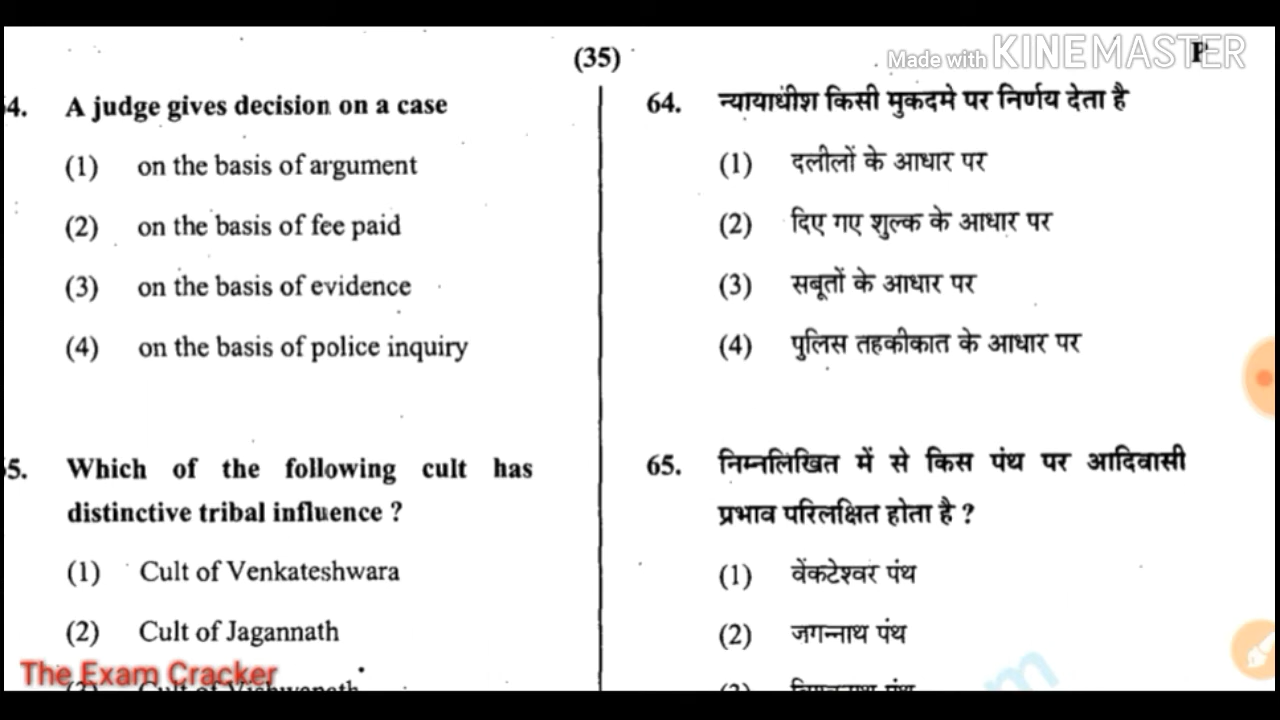 (35)
Made with KINEMASTER
P
4. A judge gives decision on a case
(1) on the basis of argument
(2) on the basis of fee paid
(3) on the basis of evidence
(4) on the basis of police inquiry
5. Which of the following cult has
distinctive tribal influence ?
(1) Cult of Venkateshwara
(2) Cult of Jagannath
64. न्यायाधीश किसी मुकदमे पर निर्णय देता है
(1) दलीलों के आधार पर
(2) दिए गए शुल्क के आधार पर
(3) सबूतों के आधार पर
(4) पुलिस तहकीकात के आधार पर
65. निम्नलिखित में से किस पंथ पर आदिवासी
प्रभाव परिलक्षित होता है ?
(1) वेंकटेश्वर पंथ
(2) जगन्नाथ पंथ
The Exam Cracker